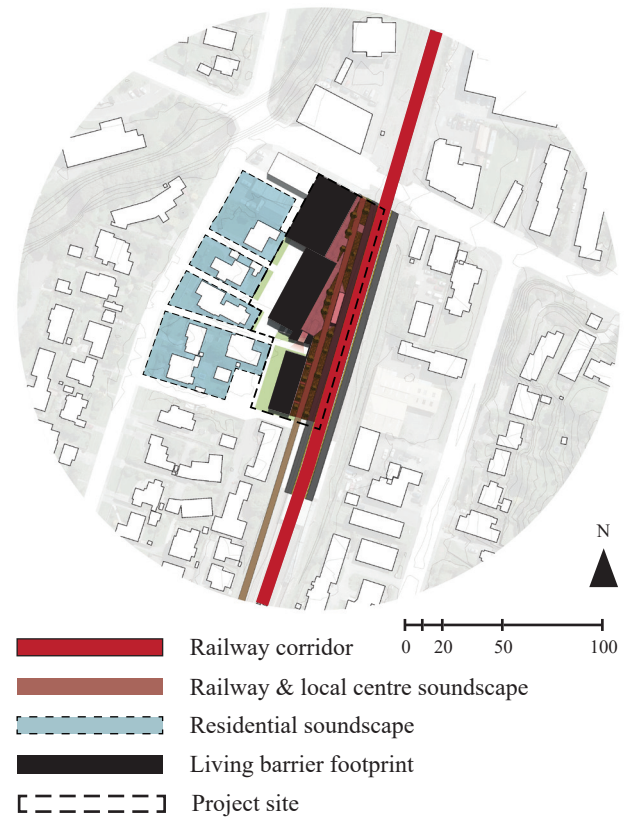 N
0 20 50 100
Railway corridor
Railway & local centre soundscape
Residential soundscape
Living barrier footprint
Project site